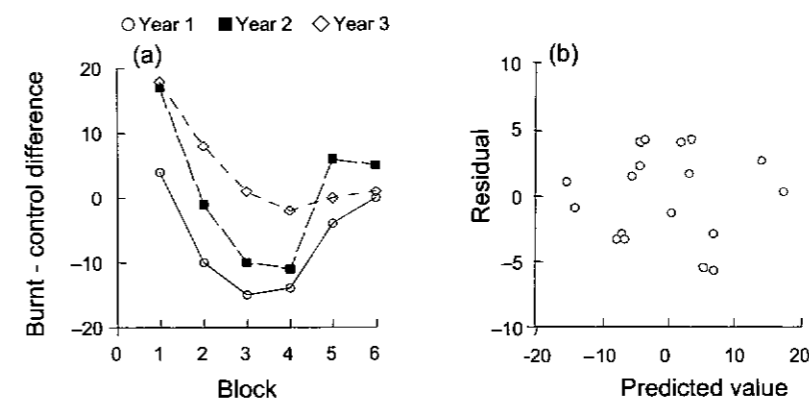 Year 1 Year 2 Year 3
(a)
Burnt - control difference
20
10
0
–10
–20
0 1 2 3 4 5 6
Block
(b)
Residual
10
5
0
–5
–10
-20 –10 0 10 20
Predicted value